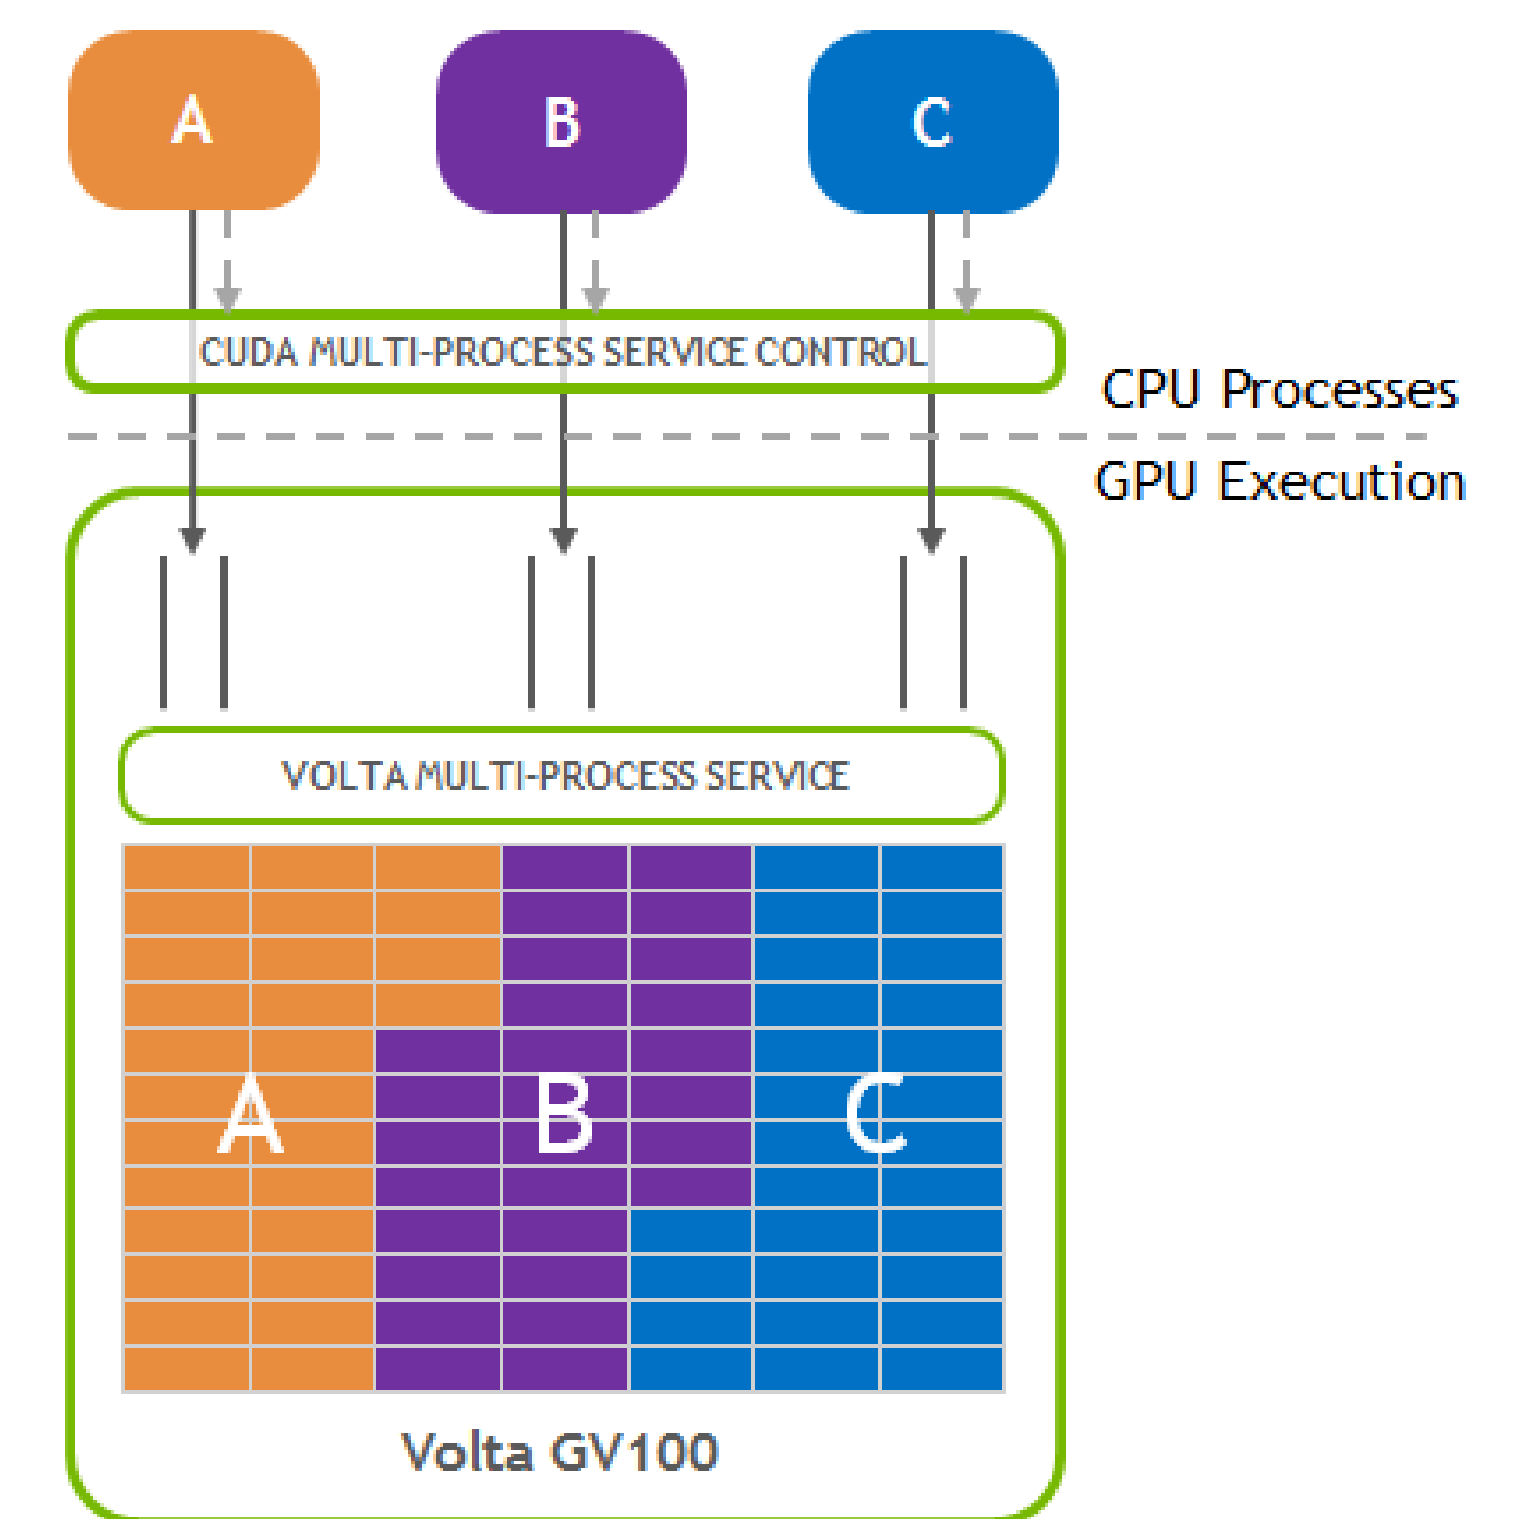 A
B
C
CUDA MULTI-PROCESS SERVICE CONTROL
CPU Processes
GPU Execution
VOLTA MULTI-PROCESS SERVICE
A
B
C
Volta GV100